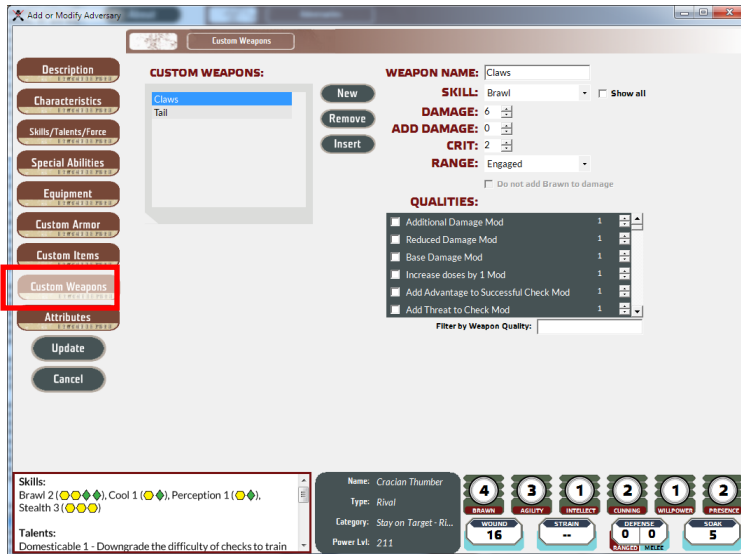 Add or Modify Adversary
Custom Weapons
Description
Characteristics
Skills/Talents/Force
Special Abilities
Equipment
Custom Armor
Custom Items
Custom Weapons
Attributes
Update
Cancel
CUSTOM WEAPONS:
Claws
Tail
New
Remove
Insert
WEAPON NAME: Claws
SKILL: Brawl Show all
DAMAGE: 6
ADD DAMAGE: 0
CRIT: 2
RANGE: Engaged
Do not add Brawn to damage
QUALITIES:
Additional Damage Mod 1
Reduced Damage Mod 1
Base Damage Mod 1
Increase doses by 1 Mod 1
Add Advantage to Successful Check Mod 1
Add Threat to Check Mod 1
Filter by Weapon Quality:
Skills:
Brawl 2 ( ), Cool 1 ( ), Perception 1 ( ),
Stealth 3 ( )
Talents:
Domesticable 1 - Downgrade the difficulty of checks to train
Name: Cracian Thumber
Type: Rival
Category: Stay on Target - Ri...
Power Lvl: 211
4 3 1 2 1 2
BRAWN AGILITY INTELLECT CUNNING WILLPOWER PRESENCE
WOUND STRAIN DEFENSE SOAK
16 -- 0 0 5
RANGED MELEE